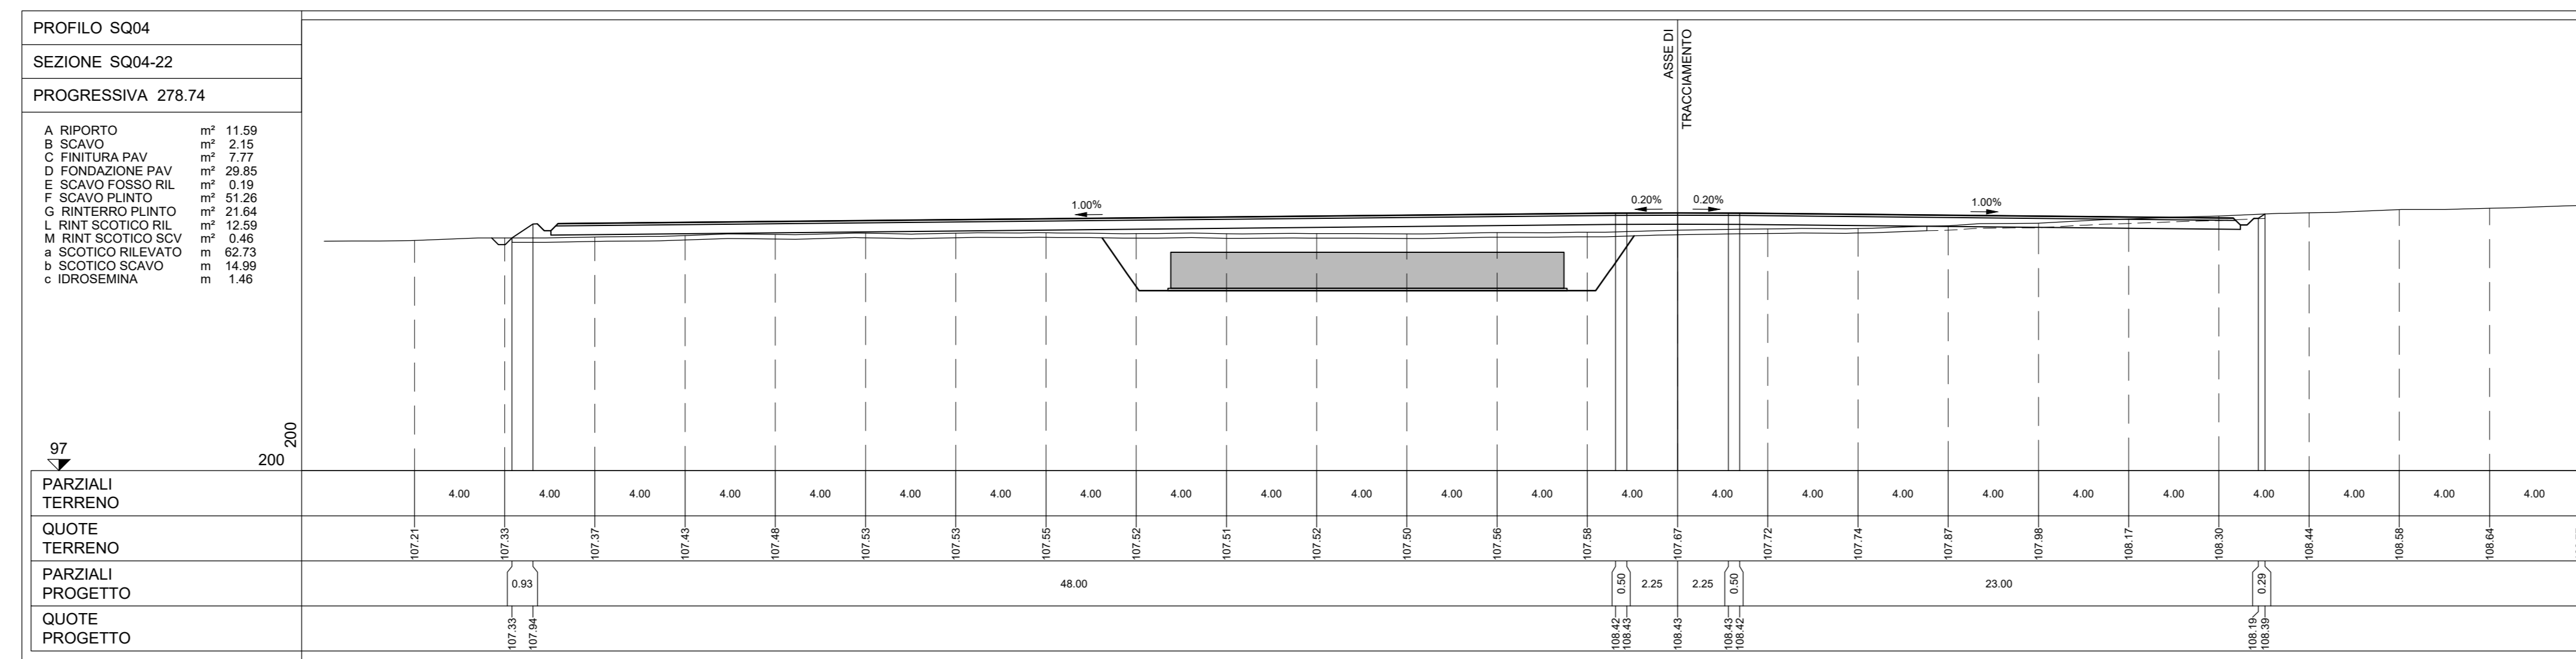 PROFILO SQ04
SEZIONE SQ04-22
PROGRESSIVA 278.74
A RIPORTO m² 11.59
B SCAVO m² 2.15
C FINITURA PAV m² 7.77
D FONDAZIONE PAV m² 29.85
E SCAVO FOSSO RIL m² 0.19
F SCAVO PLINTO m² 51.26
G RINTERRO PLINTO m² 21.64
L RINT SCOTICO RIL m² 12.59
M RINT SCOTICO SCV m² 0.46
a SCOTICO RILEVATO m 62.73
b SCOTICO SCAVO m 14.99
c IDROSEMINA m 1.46
ASSE DI
TRACCIAMENTO
1.00% 0.20% 0.20% 1.00%
97
200
200
PARZIALI
TERRENO
4.00 4.00 4.00 4.00 4.00 4.00 4.00 4.00 4.00 4.00 4.00 4.00 4.00 4.00 4.00 4.00 4.00 4.00 4.00 4.00 4.00 4.00 4.00 4.00
QUOTE
TERRENO
107.21 107.33 107.37 107.43 107.48 107.53 107.53 107.55 107.52 107.51 107.52 107.50 107.56 107.58 107.67 107.72 107.74 107.87 107.98 108.17 108.30 108.44 108.58 108.64
PARZIALI
PROGETTO
0.93 48.00 0.50 2.25 2.25 0.50 23.00 0.29
QUOTE
PROGETTO
107.33 107.94 108.42 108.43 108.43 108.43 108.42 108.19 108.39